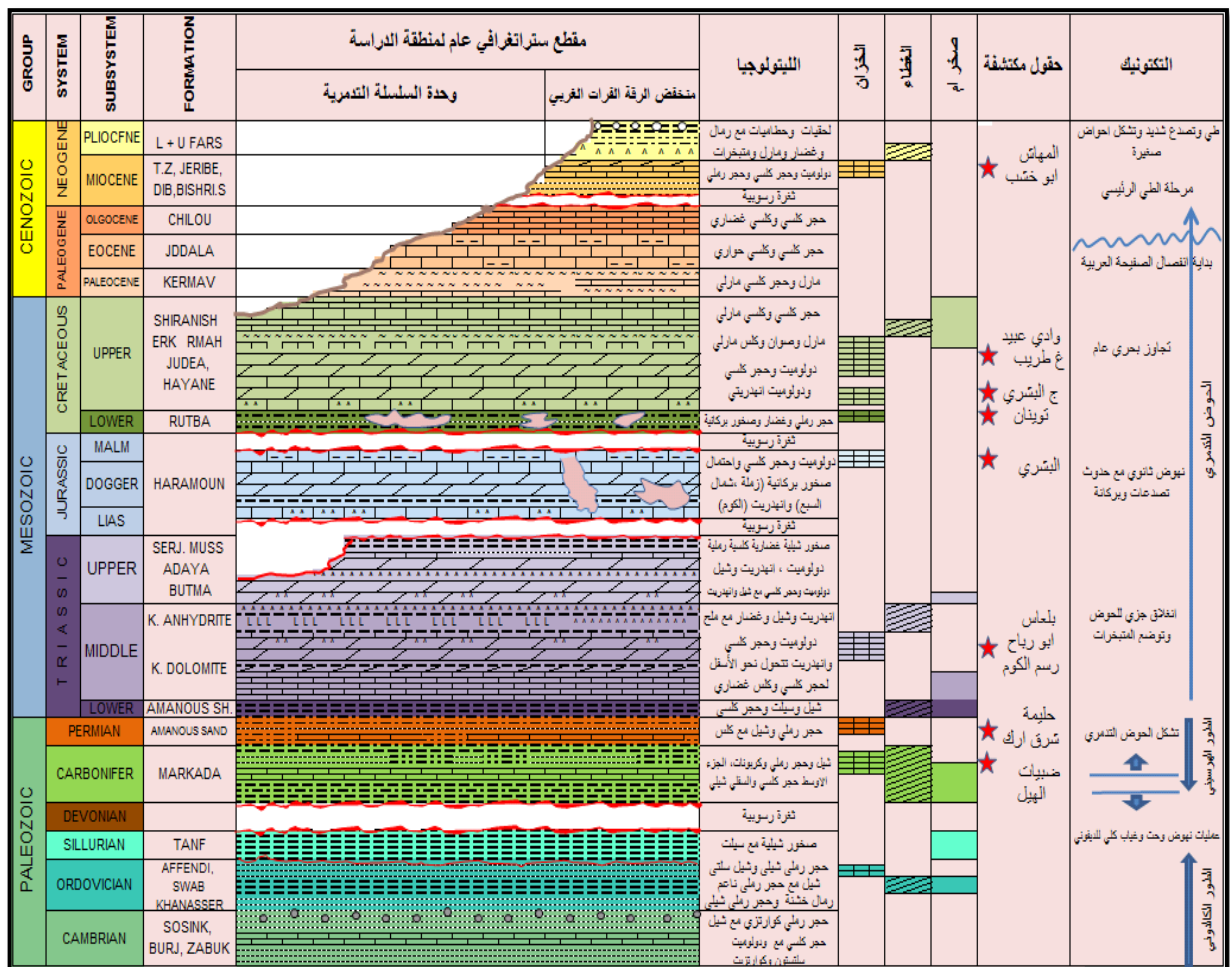 GROUP
SYSTEM
SUBSYSTEM
FORMATION
مقطع ستراتغرافي عام لمنطقة الدراسة
وحدة السلسلة التدمرية
منخفض الرقة الفرات الغربي
الليتولوجيا
الخزان
الغطاء
صخر ام
حقول مكتشفة
التكتونيك
CENOZOIC
NEOGENE
PLIOCFNE
L + U FARS
لحقيات وحطاميات مع رمال
وغضار ومارل ومتبخرات
طي وتصدع شديد وتشكل احواض
صغيرة
MIOCENE
T.Z, JERIBE,
DIB,BISHRI.S
دولوميت وحجر كلسي وحجر رملي
ثغرة رسوبية
المهاش
ابو خشب
مرحلة الطي الرئيسي
PALEOGENE
OLGOCENE
CHILOU
حجر كلسي وكلسي غضاري
EOCENE
JDDALA
حجر كلسي وكلسي حواري
بداية انفصال الصفيحة العربية
PALEOCENE
KERMAV
مارل وحجر كلسي مارلي
MESOZOIC
CRETACEOUS
UPPER
SHIRANISH
ERK RMAH
JUDEA,
HAYANE
حجر كلسي وكلسي مارلي
مارل وصوان وكلس مارلي
دولوميت وحجر كلسي
ودولوميت انهدريتي
وادي عبيد
غ طريب
ج البشري
توينان
تجاوز بحري عام
الحوض التدمري
LOWER
RUTBA
حجر رملي وغضار وصخور بركانية
ثغرة رسوبية
JURASSIC
MALM
DOGGER
LIAS
HARAMOUN
دولوميت وحجر كلسي واحتمال
صخور بركانية (زملة ،شمال
السبع) وانهدريت (الكوم)
ثغرة رسوبية
البشري
نهوض ثانوي مع حدوث
تصدعات وبركانة
TRIASSIC
UPPER
SERJ. MUSS
ADAYA
BUTMA
صخور شيلية غضارية كلسية رملية
دولوميت ، انهدريت وشيل
دولوميت وحجر كلسي مع شيل وانهدريت
MIDDLE
K. ANHYDRITE
K. DOLOMITE
انهدريت وشيل وغضار مع ملح
دولوميت وحجر كلسي
وانهدريت تتحول نحو الأسفل
لحجر كلسي وكلس غضاري
بلعاس
ابو رباح
رسم الكوم
انغلاق جزي للحوض
وتوضع المتبخرات
LOWER
AMANOUS SH.
شيل وسيلت وحجر كلسي
PALEOZOIC
PERMIAN
AMANOUS SAND
حجر رملي وشيل مع كلس
حليمة
شرق ارك
تشكل الحوض التدمري
الطور الهرسيني
CARBONIFER
MARKADA
شيل وحجر رملي وكربونات، الجزء
الاوسط حجر كلسي والسفلي شيلي
ضبيات
الهيل
DEVONIAN
ثغرة رسوبية
SILLURIAN
TANF
صخور شيلية مع سيلت
عمليات نهوض وحت وغياب كلي للديفوني
ORDOVICIAN
AFFENDI,
SWAB
KHANASSER
حجر رملي شيلي وشيل سلتي
شيل مع حجر رملي ناعم
رمال خشنة وحجر رملي شيلي
الطور الكالدوني
CAMBRIAN
SOSINK,
BURJ, ZABUK
حجر رملي كوارتزي مع شيل
حجر كلسي مع ودولوميت
سلتستون وكوارتزيت